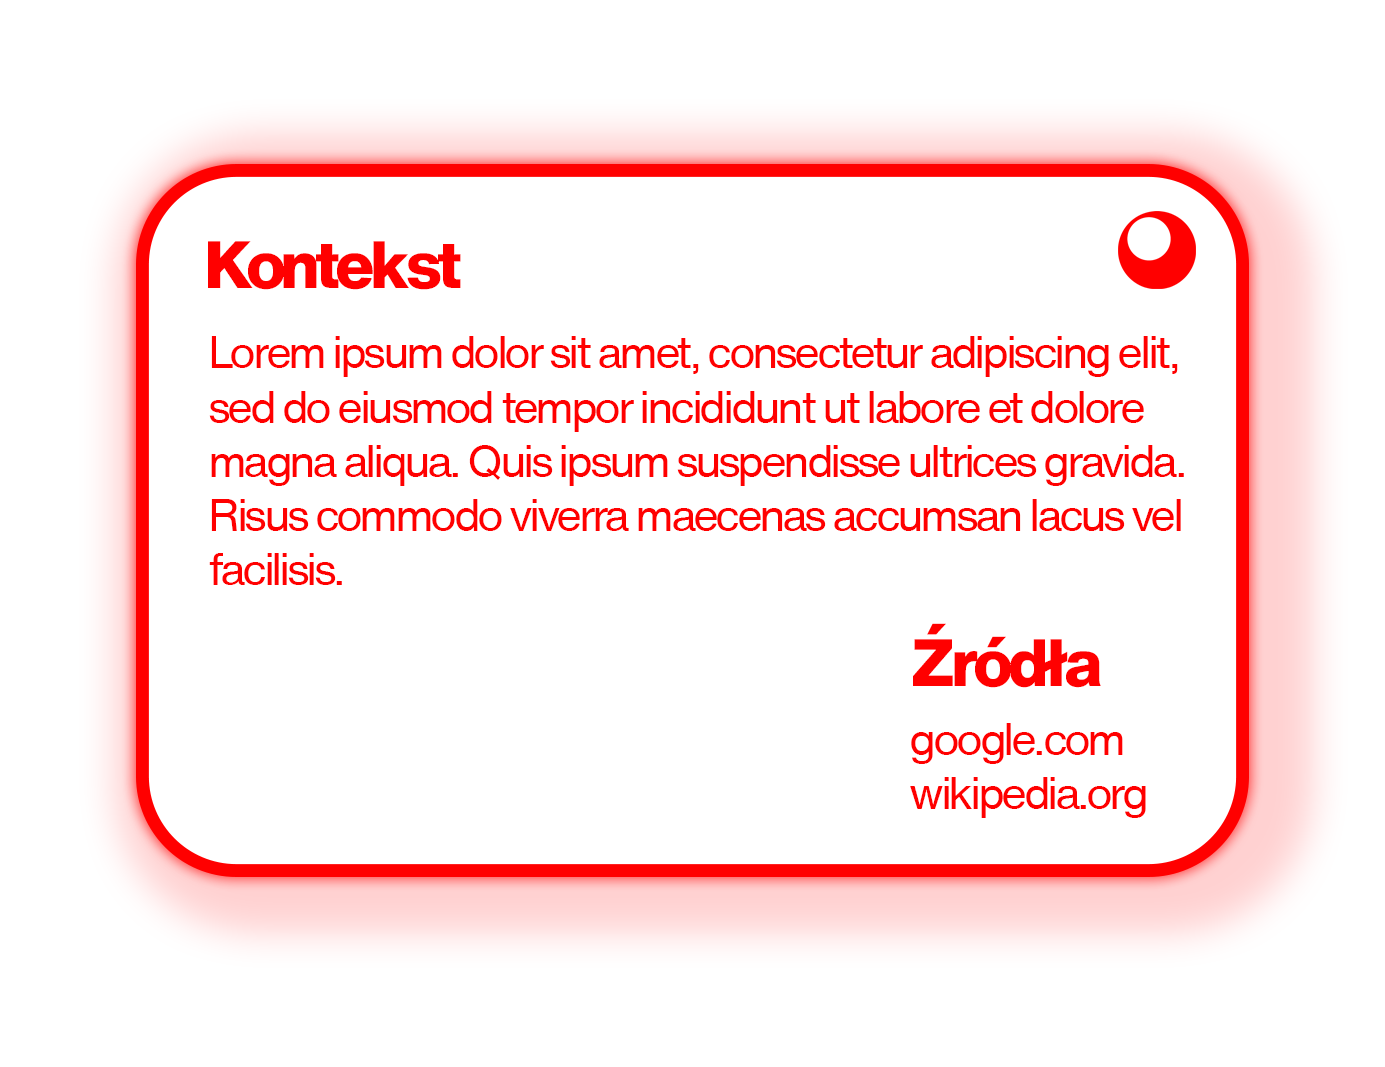 Kontekst
Lorem ipsum dolor sit amet, consectetur adipiscing elit,
sed do eiusmod tempor incididunt ut labore et dolore
magna aliqua. Quis ipsum suspendisse ultrices gravida.
Risus commodo viverra maecenas accumsan lacus vel
facilisis.
Źródła
google.com
wikipedia.org